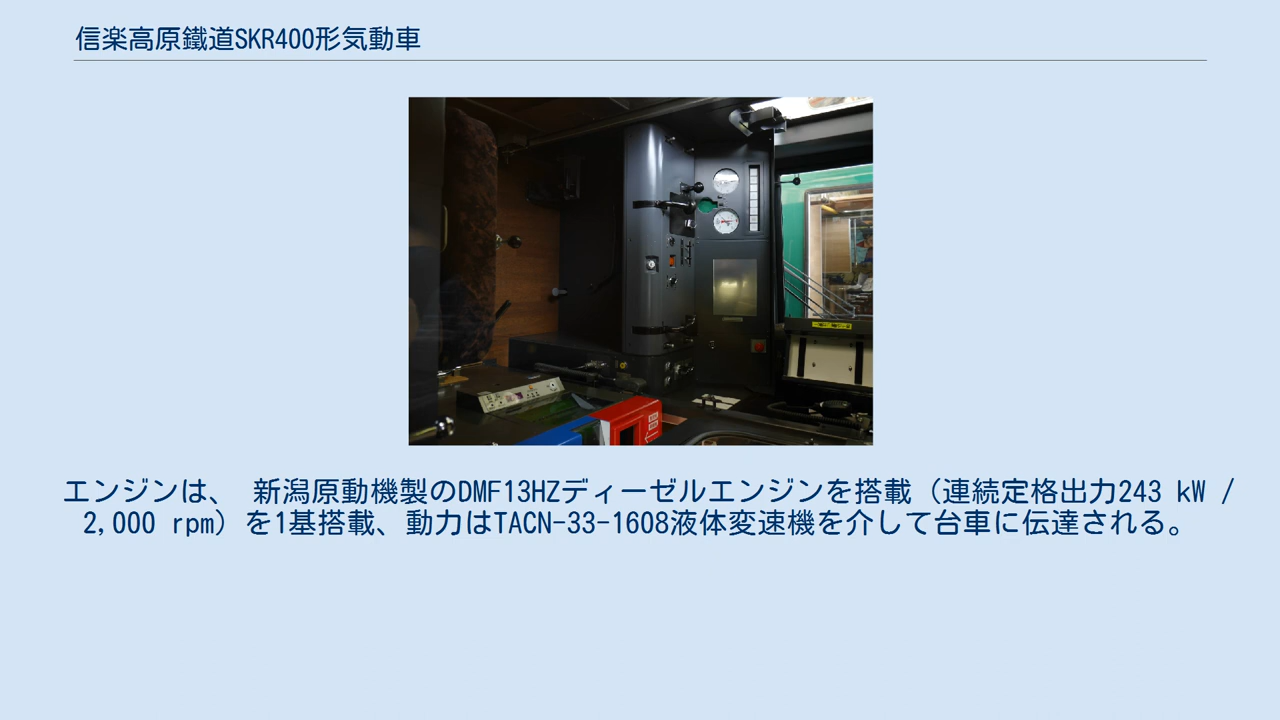 信楽高原鐵道SKR400形気動車
エンジンは、 新潟原動機製のDMF13HZディーゼルエンジンを搭載（連続定格出力243 kW /
2,000 rpm）を1基搭載、動力はTACN-33-1608液体変速機を介して台車に伝達される。